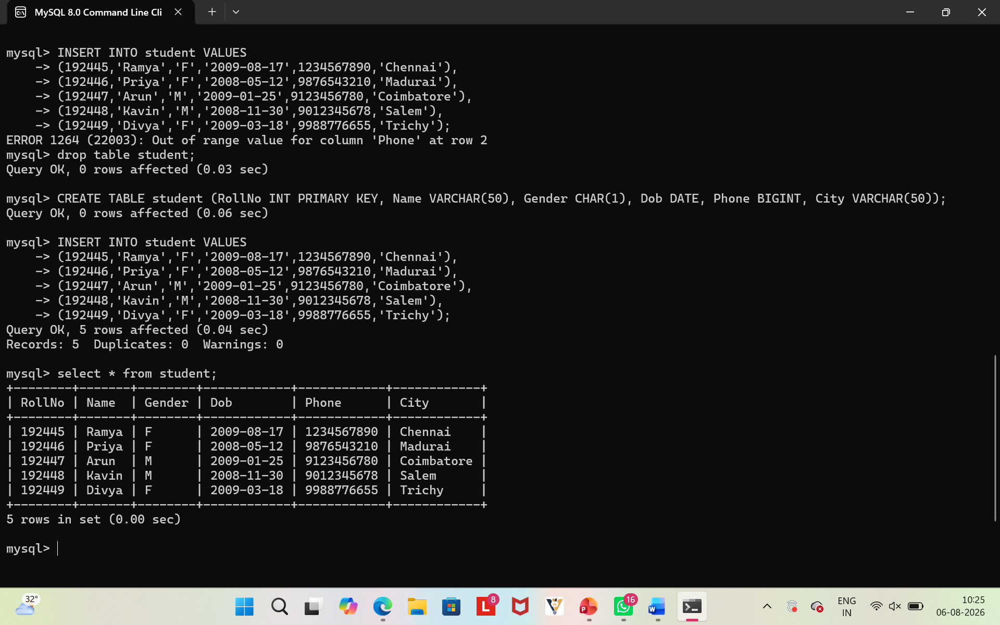 MySQL 8.0 Command Line Cli
mysql> INSERT INTO student VALUES
    -> (192445,'Ramya','F','2009-08-17',1234567890,'Chennai'),
    -> (192446,'Priya','F','2008-05-12',9876543210,'Madurai'),
    -> (192447,'Arun','M','2009-01-25',9123456780,'Coimbatore'),
    -> (192448,'Kavin','M','2008-11-30',9012345678,'Salem'),
    -> (192449,'Divya','F','2009-03-18',9988776655,'Trichy');
ERROR 1264 (22003): Out of range value for column 'Phone' at row 2
mysql> drop table student;
Query OK, 0 rows affected (0.03 sec)
mysql> CREATE TABLE student (RollNo INT PRIMARY KEY, Name VARCHAR(50), Gender CHAR(1), Dob DATE, Phone BIGINT, City VARCHAR(50));
Query OK, 0 rows affected (0.06 sec)
mysql> INSERT INTO student VALUES
    -> (192445,'Ramya','F','2009-08-17',1234567890,'Chennai'),
    -> (192446,'Priya','F','2008-05-12',9876543210,'Madurai'),
    -> (192447,'Arun','M','2009-01-25',9123456780,'Coimbatore'),
    -> (192448,'Kavin','M','2008-11-30',9012345678,'Salem'),
    -> (192449,'Divya','F','2009-03-18',9988776655,'Trichy');
Query OK, 5 rows affected (0.04 sec)
Records: 5  Duplicates: 0  Warnings: 0
mysql> select * from student;
+--------+-------+--------+------------+------------+------------+
| RollNo | Name  | Gender | Dob        | Phone      | City       |
+--------+-------+--------+------------+------------+------------+
| 192445 | Ramya | F      | 2009-08-17 | 1234567890 | Chennai    |
| 192446 | Priya | F      | 2008-05-12 | 9876543210 | Madurai    |
| 192447 | Arun  | M      | 2009-01-25 | 9123456780 | Coimbatore |
| 192448 | Kavin | M      | 2008-11-30 | 9012345678 | Salem      |
| 192449 | Divya | F      | 2009-03-18 | 9988776655 | Trichy     |
+--------+-------+--------+------------+------------+------------+
5 rows in set (0.00 sec)
mysql>
32°
L 8
P
16
W
ENG
IN
10:25
06-08-2026